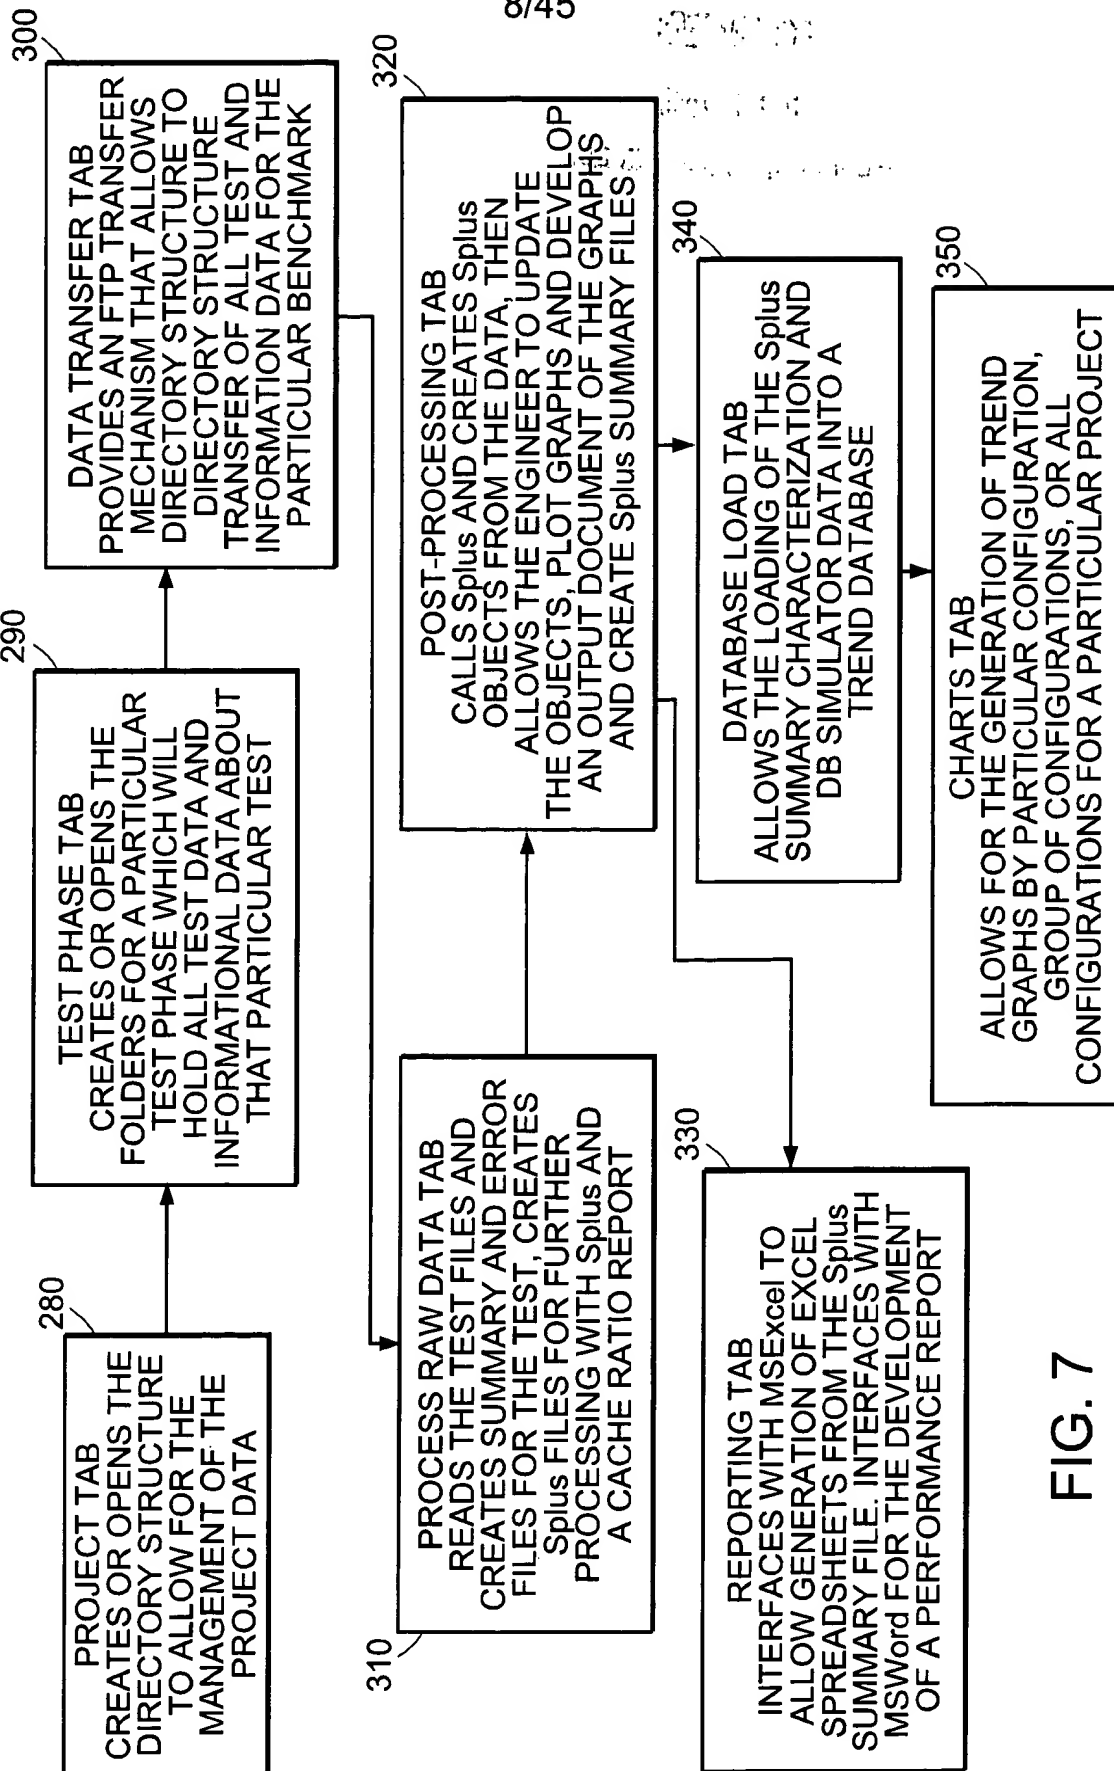 8/45
280
PROJECT TAB
CREATES OR OPENS THE
DIRECTORY STRUCTURE
TO ALLOW FOR THE
MANAGEMENT OF THE
PROJECT DATA
290
TEST PHASE TAB
CREATES OR OPENS THE
FOLDERS FOR A PARTICULAR
TEST PHASE WHICH WILL
HOLD ALL TEST DATA AND
INFORMATIONAL DATA ABOUT
THAT PARTICULAR TEST
300
DATA TRANSFER TAB
PROVIDES AN FTP TRANSFER
MECHANISM THAT ALLOWS
DIRECTORY STRUCTURE TO
DIRECTORY STRUCTURE
TRANSFER OF ALL TEST AND
INFORMATION DATA FOR THE
PARTICULAR BENCHMARK
310
PROCESS RAW DATA TAB
READS THE TEST FILES AND
CREATES SUMMARY AND ERROR
FILES FOR THE TEST, CREATES
Splus FILES FOR FURTHER
PROCESSING WITH Splus AND
A CACHE RATIO REPORT
320
POST-PROCESSING TAB
CALLS Splus AND CREATES Splus
OBJECTS FROM THE DATA, THEN
ALLOWS THE ENGINEER TO UPDATE
THE OBJECTS, PLOT GRAPHS AND DEVELOP
AN OUTPUT DOCUMENT OF THE GRAPHS
AND CREATE Splus SUMMARY FILES
330
REPORTING TAB
INTERFACES WITH MSExcel TO
ALLOW GENERATION OF EXCEL
SPREADSHEETS FROM THE Splus
SUMMARY FILE. INTERFACES WITH
MSWord FOR THE DEVELOPMENT
OF A PERFORMANCE REPORT
340
DATABASE LOAD TAB
ALLOWS THE LOADING OF THE Splus
SUMMARY CHARACTERIZATION AND
DB SIMULATOR DATA INTO A
TREND DATABASE
350
CHARTS TAB
ALLOWS FOR THE GENERATION OF TREND
GRAPHS BY PARTICULAR CONFIGURATION,
GROUP OF CONFIGURATIONS, OR ALL
CONFIGURATIONS FOR A PARTICULAR PROJECT
FIG. 7